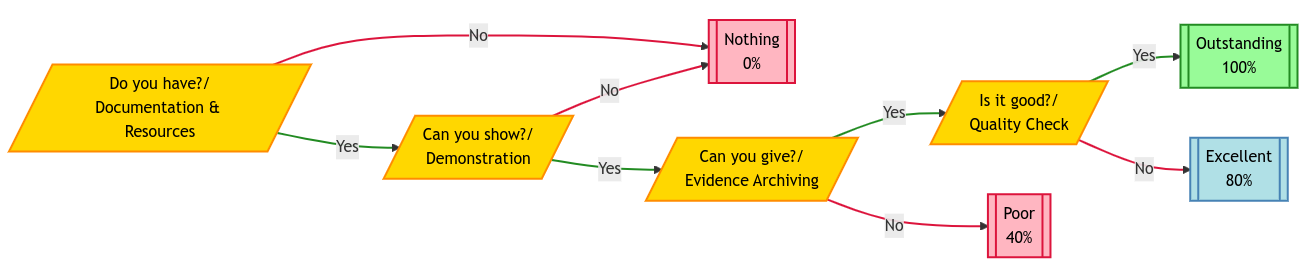 Do you have?/
Documentation &
Resources
No
Yes
Can you show?/
Demonstration
No
Yes
Nothing
0%
Can you give?/
Evidence Archiving
Yes
No
Is it good?/
Quality Check
Yes
No
Poor
40%
Outstanding
100%
Excellent
80%